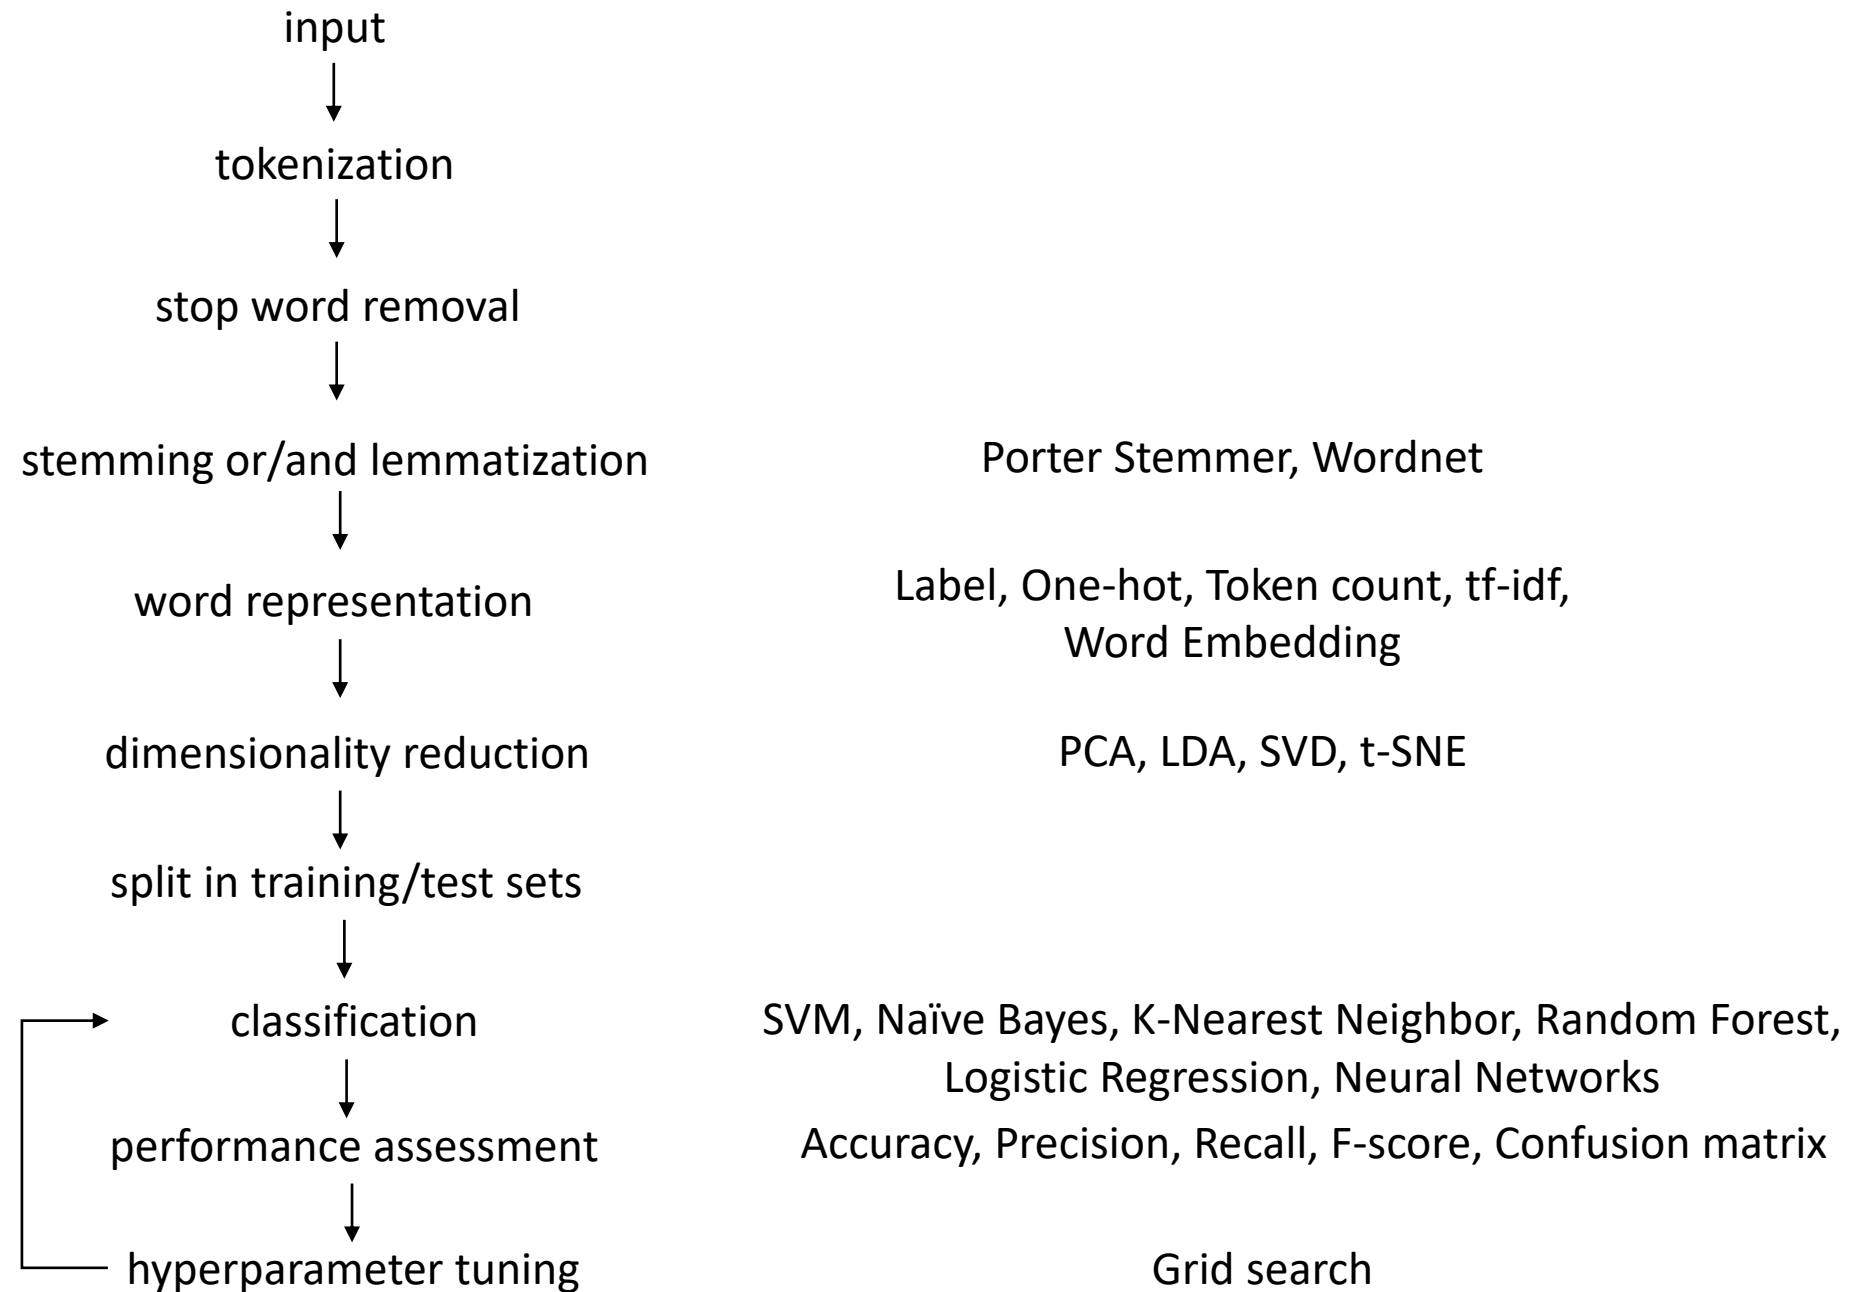 input
tokenization
stop word removal
stemming or/and lemmatization
Porter Stemmer, Wordnet
word representation
Label, One-hot, Token count, tf-idf,
Word Embedding
dimensionality reduction
PCA, LDA, SVD, t-SNE
split in training/test sets
classification
SVM, Naïve Bayes, K-Nearest Neighbor, Random Forest,
Logistic Regression, Neural Networks
performance assessment
Accuracy, Precision, Recall, F-score, Confusion matrix
hyperparameter tuning
Grid search